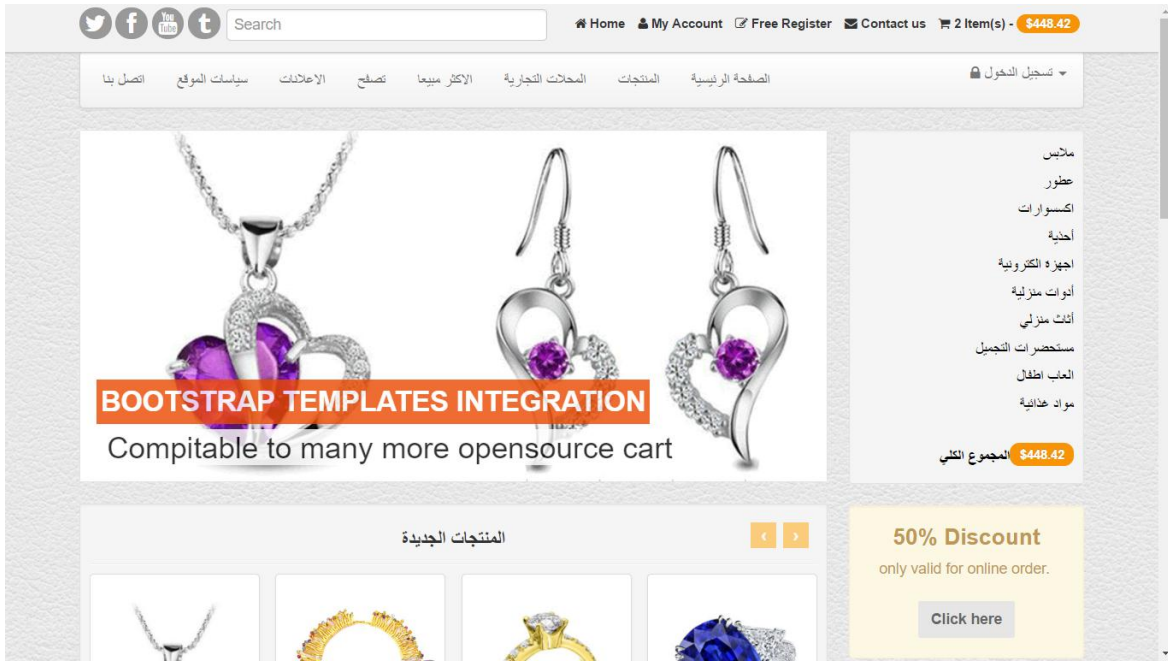 You Tube
Search
Home My Account Free Register Contact us 2 Item(s) - $448.42
تسجيل الدخول
الصفحة الرئيسية المنتجات المحلات التجارية الاكثر مبيعا تصفح الاعلانات سياسات الموقع اتصل بنا
BOOTSTRAP TEMPLATES INTEGRATION
Compitable to many more opensource cart
ملابس
عطور
اكسسوارات
أحذية
اجهزه الكترونية
أدوات منزلية
أثاث منزلي
مستحضرات التجميل
العاب اطفال
مواد غذائية
المجموع الكلي $448.42
المنتجات الجديدة
50% Discount
only valid for online order.
Click here